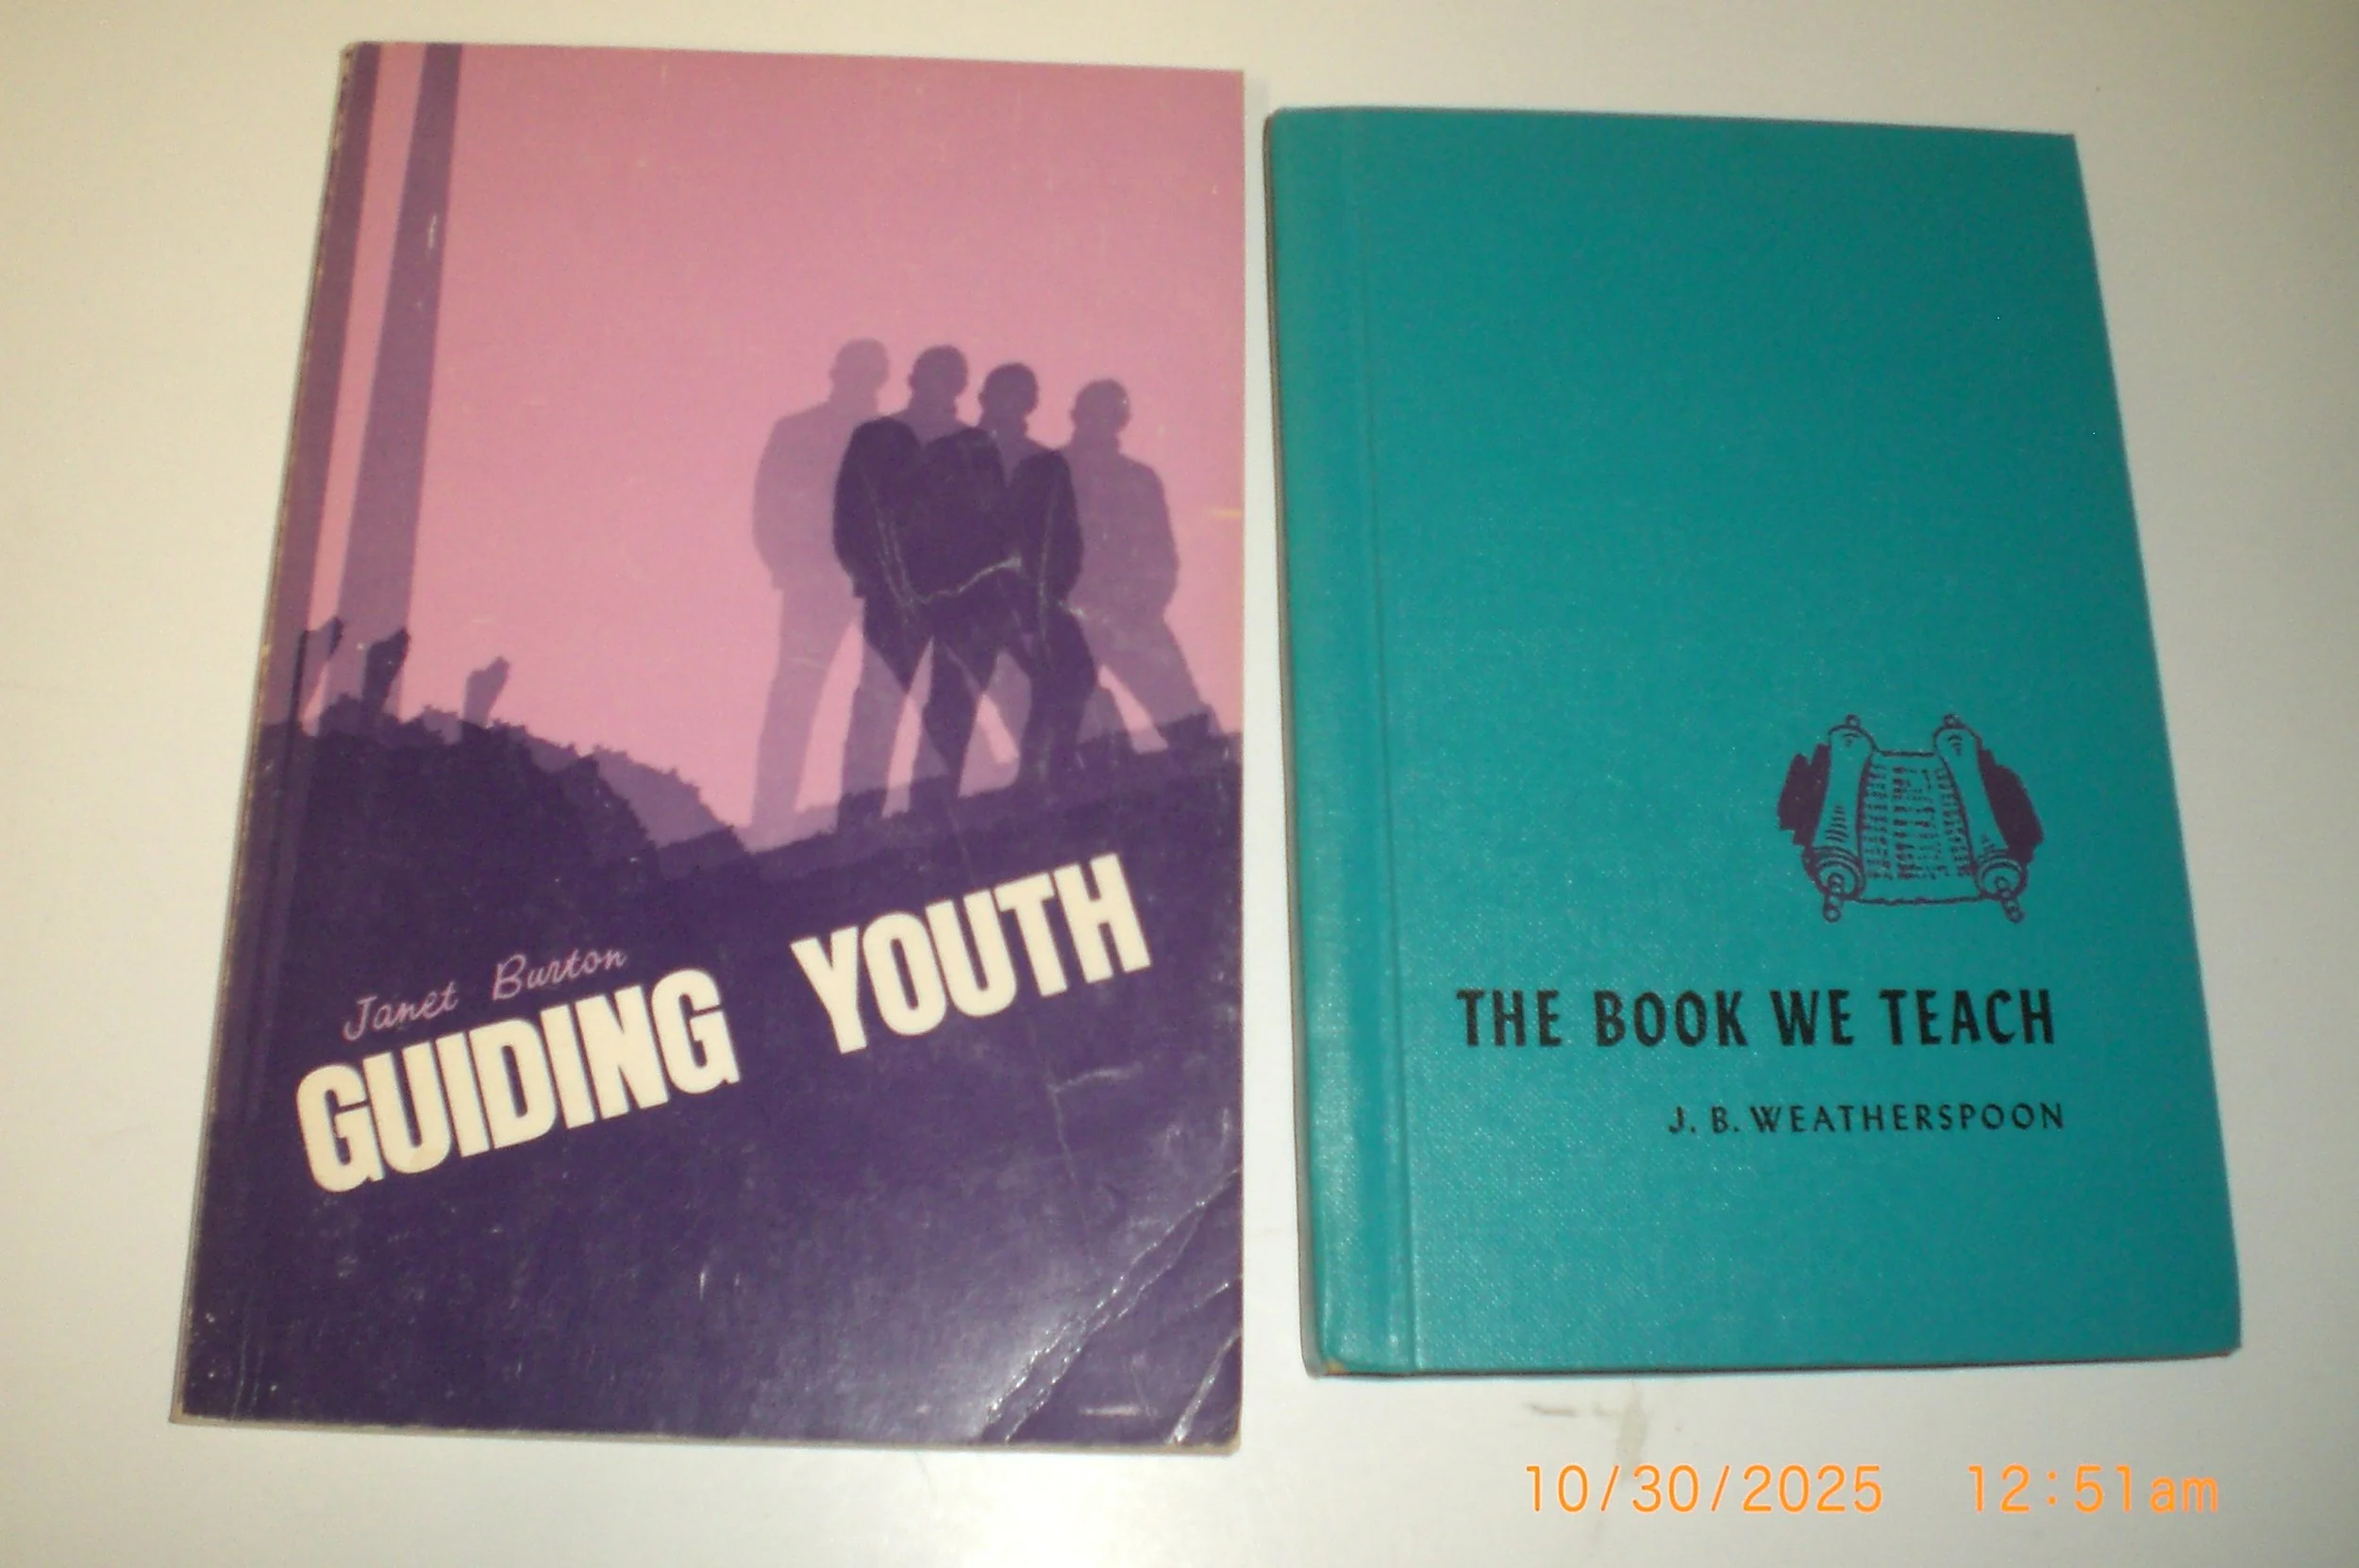 Janet Burton
GUIDING YOUTH
THE BOOK WE TEACH
J. B. WEATHERSPOON
10/30/2025 12:51am